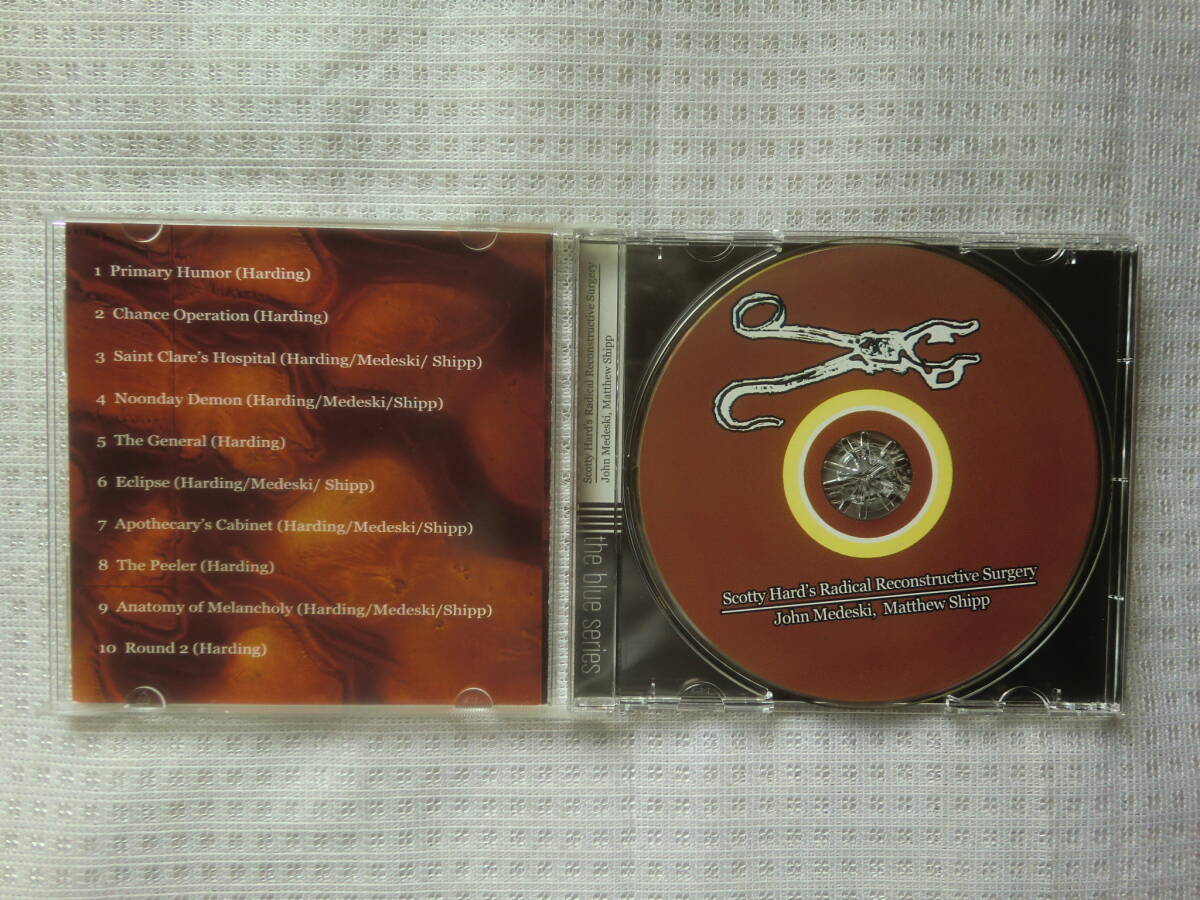 1 Primary Humor (Harding)
2 Chance Operation (Harding)
3 Saint Clare's Hospital (Harding/Medeski/ Shipp)
4 Noonday Demon (Harding/Medeski/Shipp)
5 The General (Harding)
6 Eclipse (Harding/Medeski/ Shipp)
7 Apothecary's Cabinet (Harding/Medeski/Shipp)
8 The Peeler (Harding)
9 Anatomy of Melancholy (Harding/Medeski/Shipp)
10 Round 2 (Harding)
Scotty Hard's Radical Reconstructive Surgery
John Medeski, Matthew Shipp
the blue series
Scotty Hard's Radical Reconstructive Surgery
John Medeski, Matthew Shipp